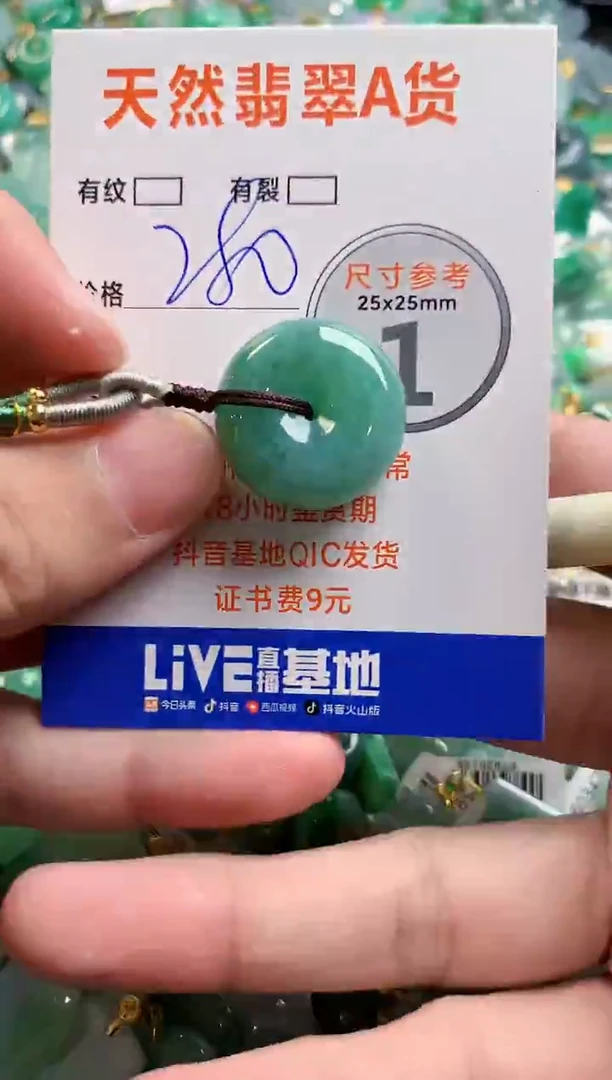 天然翡翠A货
有纹 有裂
280
价格
尺寸参考
25x25mm
1
常
8小时鉴赏期
抖音基地QIC发货
证书费9元
LiVE直播基地
今日头条 抖音 西瓜视频 抖音火山版